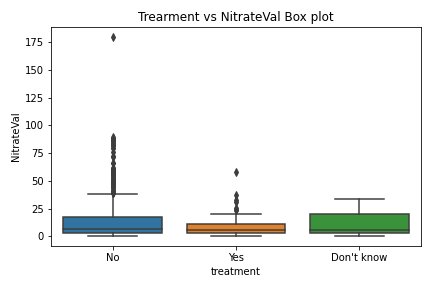 Trearment vs NitrateVal Box plot
175
150
125
100
75
50
25
0
NitrateVal
No Yes Don't know
treatment